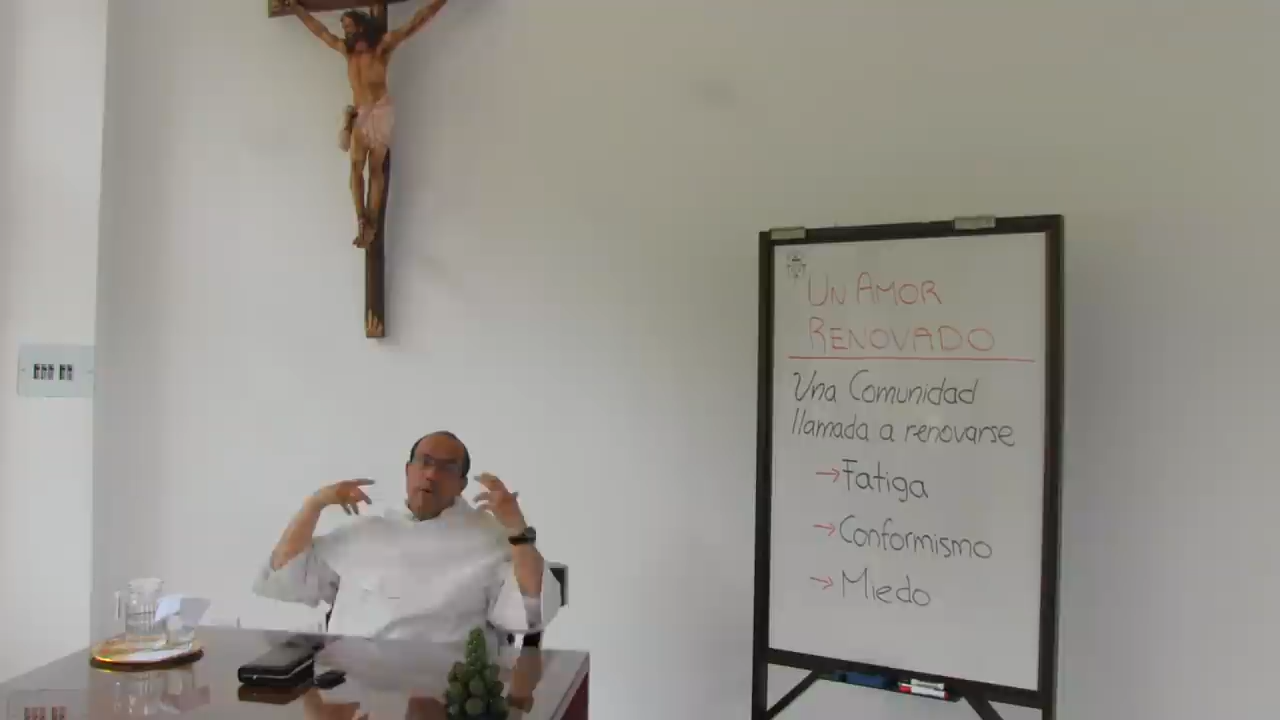 UN AMOR
RENOVADO
Una Comunidad
llamada a renovarse
→Fatiga
→Conformismo
→Miedo